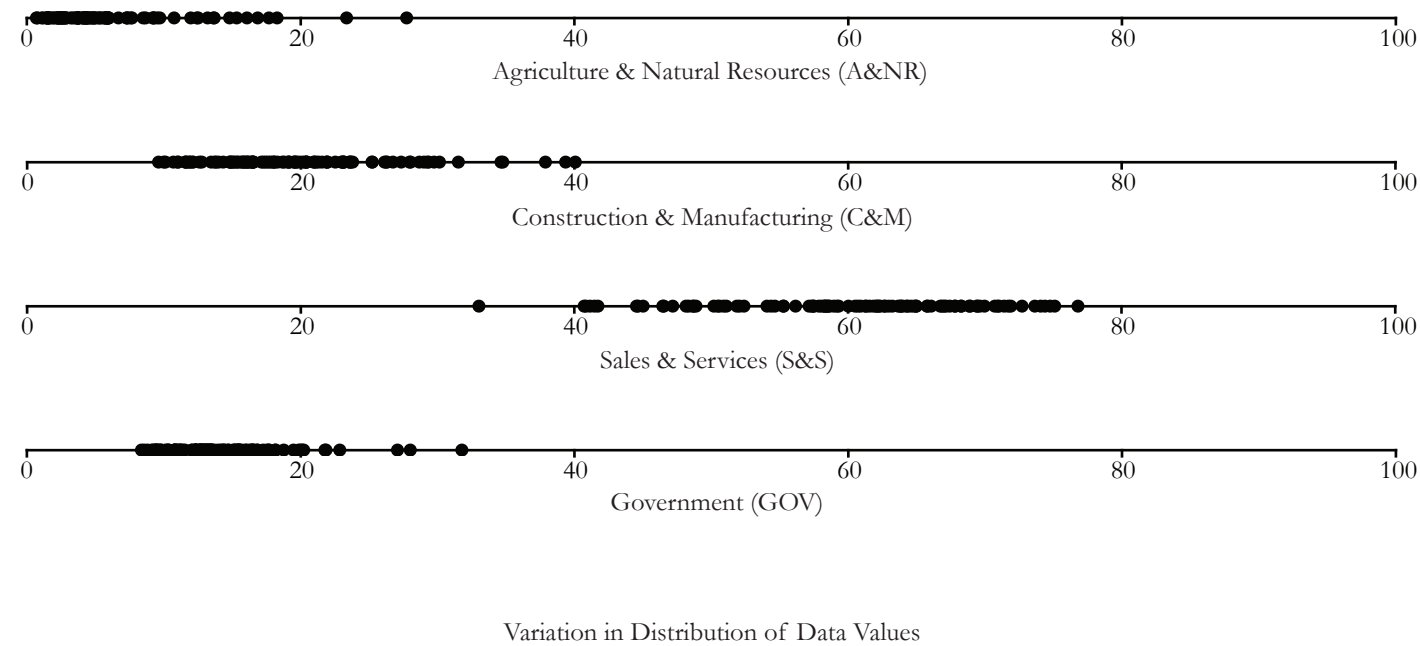 0 20 40 60 80 100
Agriculture & Natural Resources (A&NR)
0 20 40 60 80 100
Construction & Manufacturing (C&M)
0 20 40 60 80 100
Sales & Services (S&S)
0 20 40 60 80 100
Government (GOV)
Variation in Distribution of Data Values